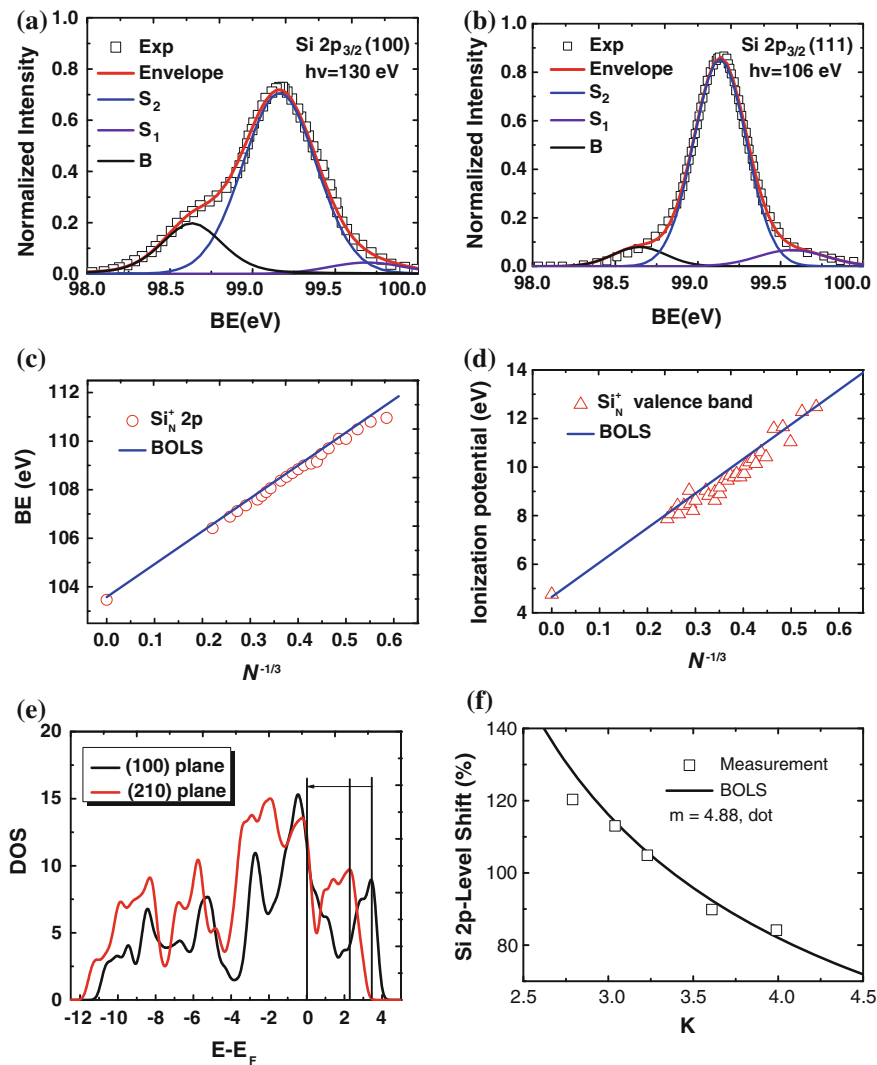 (a)
Exp
Envelope
S2
S1
B
Si 2p3/2 (100)
hν=130 eV
Normalized Intensity
1.0
0.8
0.6
0.4
0.2
0.0
98.0 98.5 99.0 99.5 100.0
BE(eV)
(b)
Exp
Envelope
S2
S1
B
Si 2p3/2 (111)
hν=106 eV
Normalized Intensity
1.0
0.8
0.6
0.4
0.2
0.0
98.0 98.5 99.0 99.5 100.0
BE(eV)
(c)
SiN+ 2p
BOLS
BE (eV)
112
110
108
106
104
0.0 0.1 0.2 0.3 0.4 0.5 0.6
N-1/3
(d)
SiN+ valence band
BOLS
Ionization potential (eV)
14
12
10
8
6
4
0.0 0.1 0.2 0.3 0.4 0.5 0.6
N-1/3
(e)
(100) plane
(210) plane
DOS
20
15
10
5
0
-12 -10 -8 -6 -4 -2 0 2 4
E-EF
(f)
Measurement
BOLS
m = 4.88, dot
Si 2p-Level Shift (%)
140
120
100
80
2.5 3.0 3.5 4.0 4.5
K